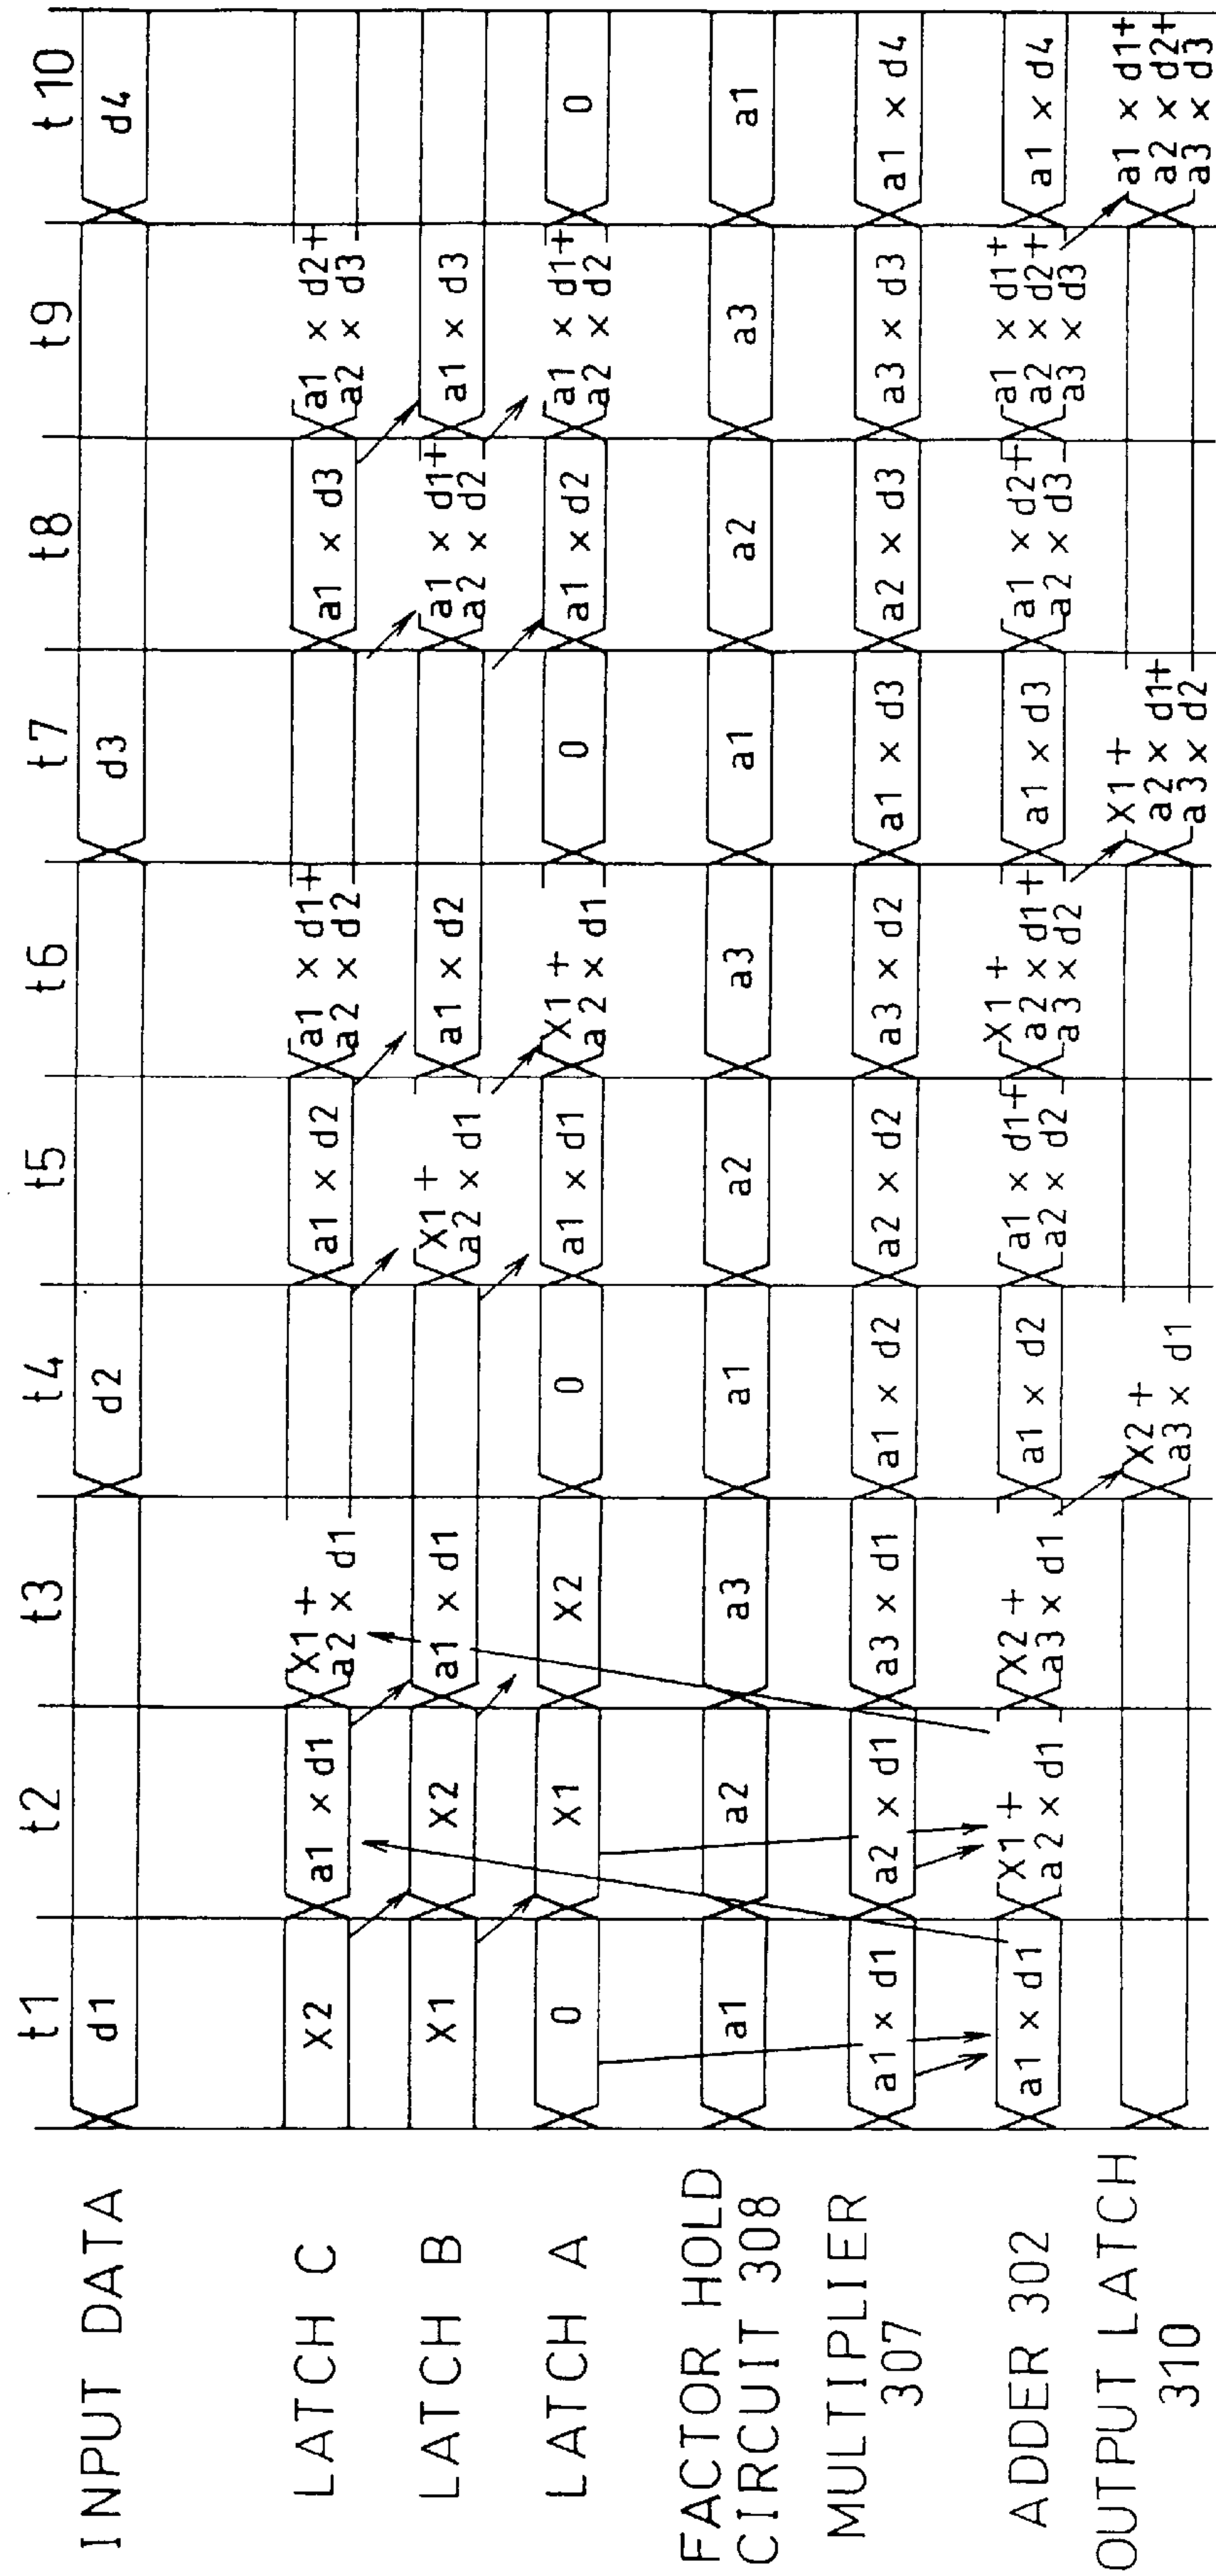 t1 t2 t3 t4 t5 t6 t7 t8 t9 t10
INPUT DATA
d1 d2 d3 d4
LATCH C
X2
a1 × d1
X1 +
a2 × d1
a1 × d2
a1 × d1+
a2 × d2
a1 × d3
a1 × d2+
a2 × d3
LATCH B
X1
X2
a1 × d1
X1 +
a2 × d1
a1 × d2
a1 × d1+
a2 × d2
a1 × d3
LATCH A
0
X1
X2
0
a1 × d1
X1 +
a2 × d1
0
a1 × d2
a1 × d1+
a2 × d2
0
FACTOR HOLD
CIRCUIT 308
a1 a2 a3 a1 a2 a3 a1 a2 a3 a1
MULTIPLIER
307
a1 × d1
a2 × d1
a3 × d1
a1 × d2
a2 × d2
a3 × d2
a1 × d3
a2 × d3
a3 × d3
a1 × d4
ADDER 302
a1 × d1
X1 +
a2 × d1
X2 +
a3 × d1
a1 × d2
a1 × d1+
a2 × d2
X1 +
a2 × d1+
a3 × d2
a1 × d3
a1 × d2+
a2 × d3
a1 × d1+
a2 × d2+
a3 × d3
a1 × d4
OUTPUT LATCH
310
X2 +
a3 × d1
X1 +
a2 × d1+
a3 × d2
a1 × d1+
a2 × d2+
a3 × d3